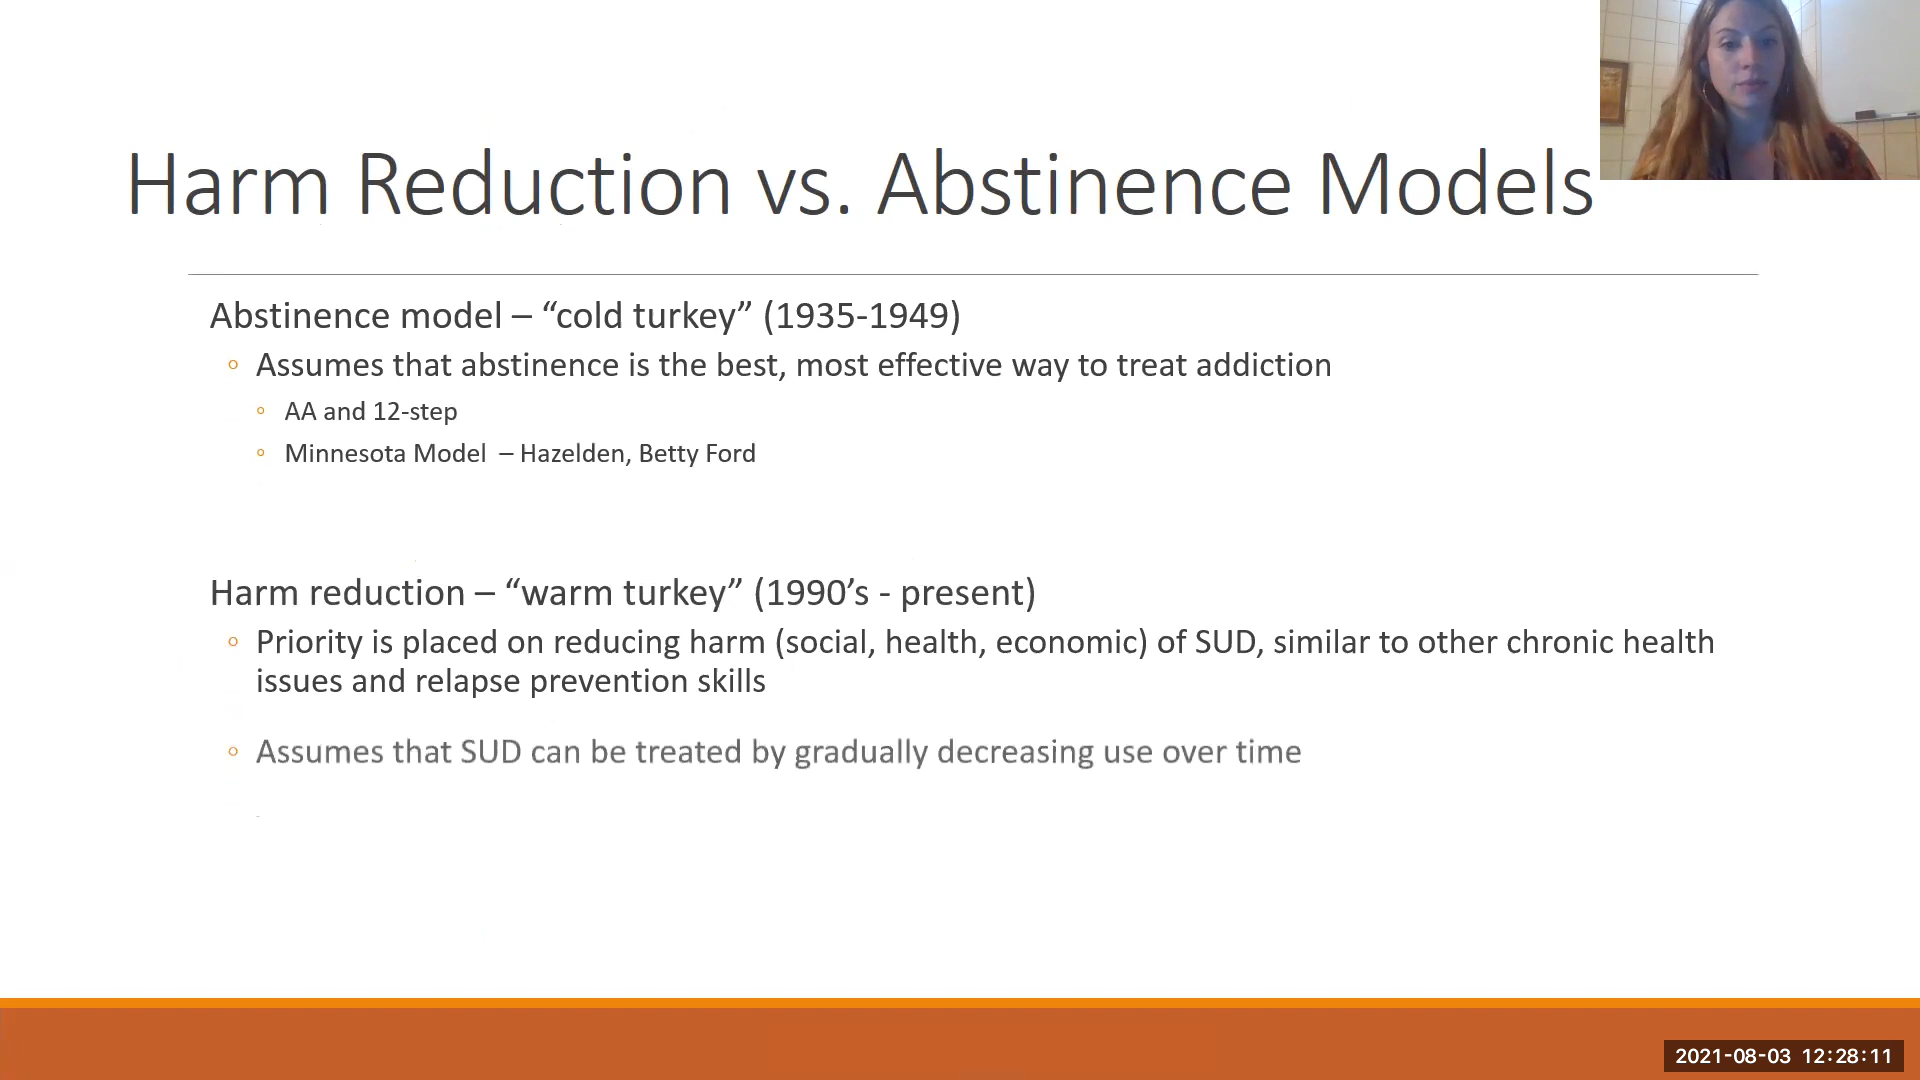 Harm Reduction vs. Abstinence Models
Abstinence model – “cold turkey” (1935-1949)
Assumes that abstinence is the best, most effective way to treat addiction
AA and 12-step
Minnesota Model – Hazelden, Betty Ford
Harm reduction – “warm turkey” (1990’s - present)
Priority is placed on reducing harm (social, health, economic) of SUD, similar to other chronic health
issues and relapse prevention skills
Assumes that SUD can be treated by gradually decreasing use over time
2021-08-03 12:28:11